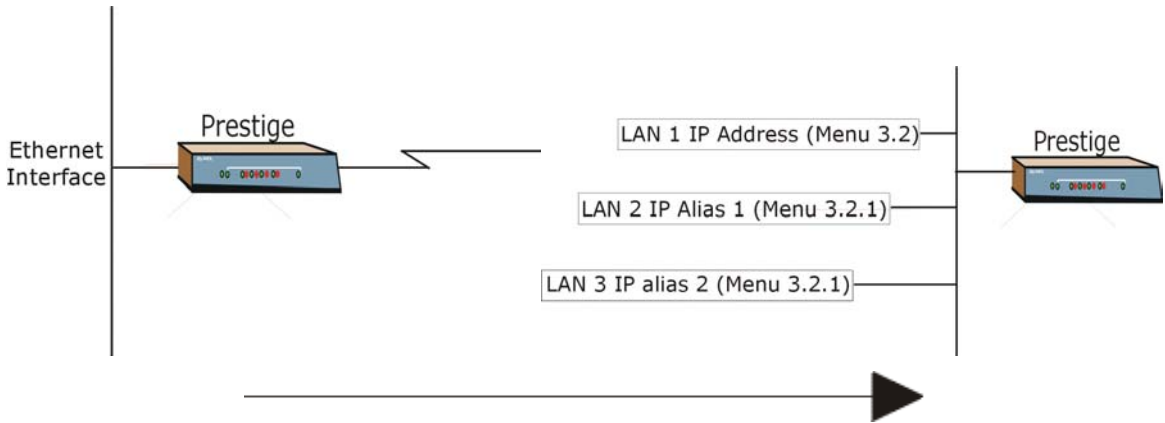 Prestige
Ethernet
Interface
LAN 1 IP Address (Menu 3.2)
LAN 2 IP Alias 1 (Menu 3.2.1)
LAN 3 IP alias 2 (Menu 3.2.1)
Prestige